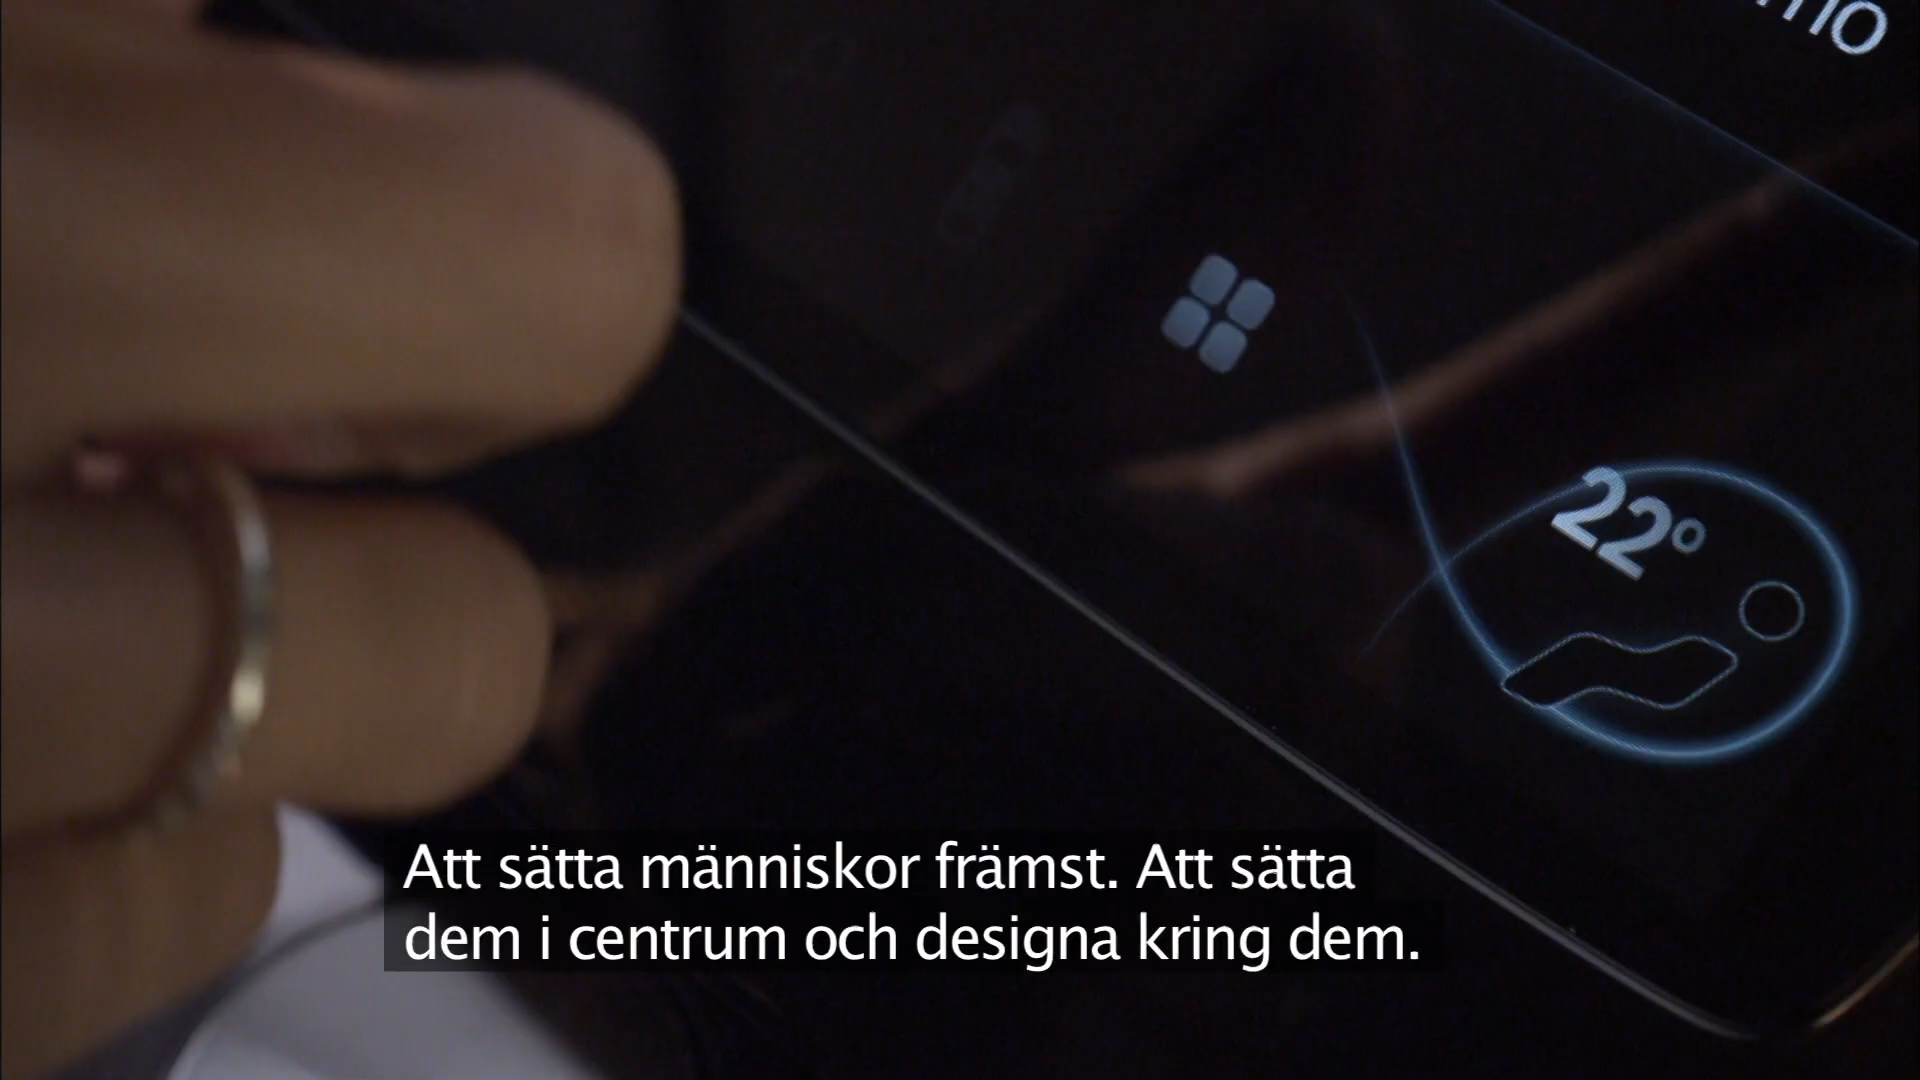 22°
Att sätta människor främst. Att sätta
dem i centrum och designa kring dem.